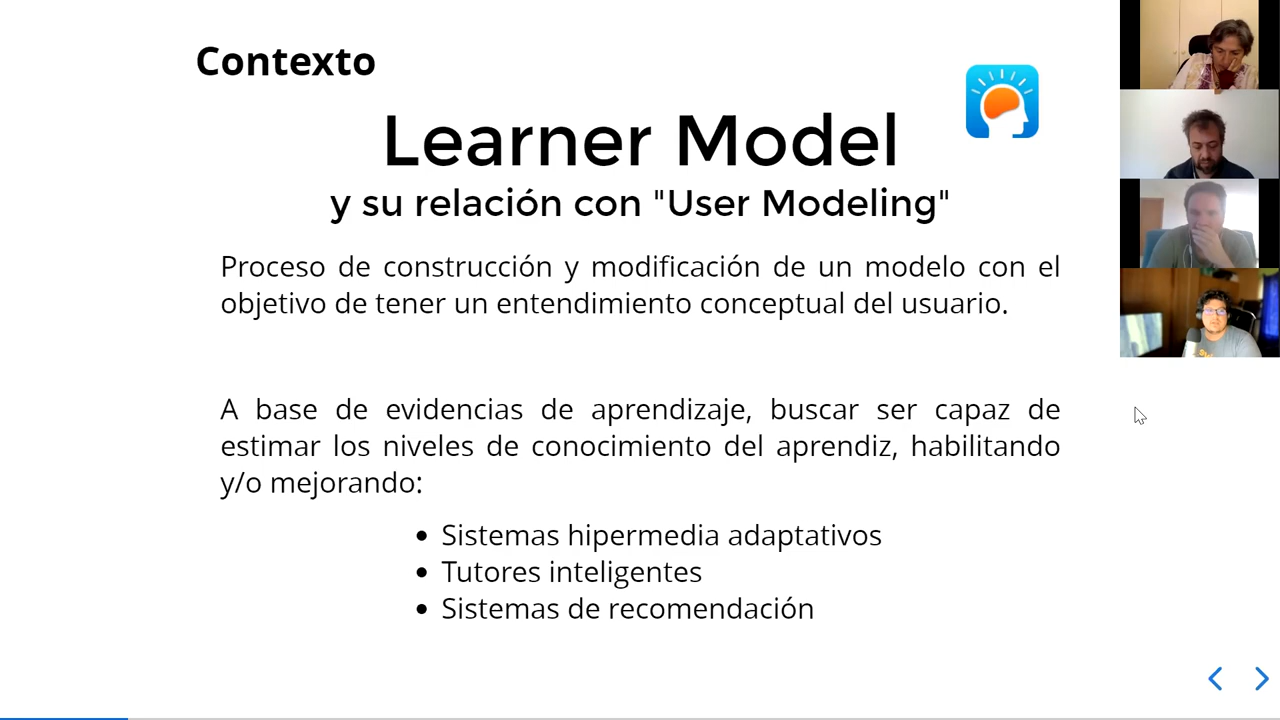 Contexto
Learner Model
y su relación con "User Modeling"
Proceso de construcción y modificación de un modelo con el
objetivo de tener un entendimiento conceptual del usuario.
A base de evidencias de aprendizaje, buscar ser capaz de
estimar los niveles de conocimiento del aprendiz, habilitando
y/o mejorando:
• Sistemas hipermedia adaptativos
• Tutores inteligentes
• Sistemas de recomendación